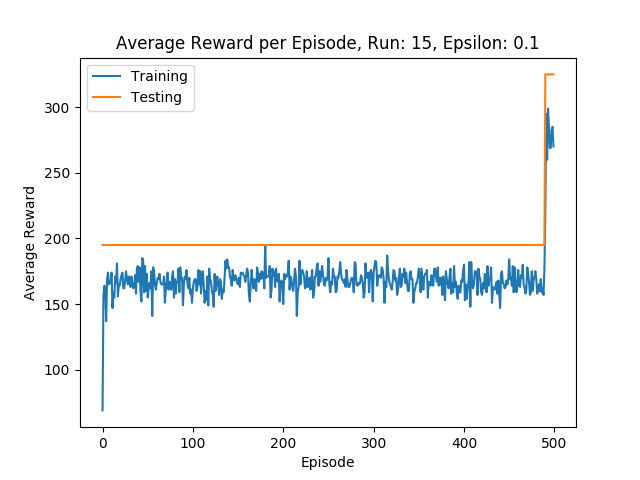 Average Reward per Episode, Run: 15, Epsilon: 0.1
Training
Testing
300
250
200
150
100
Average Reward
0
100
200
300
400
500
Episode